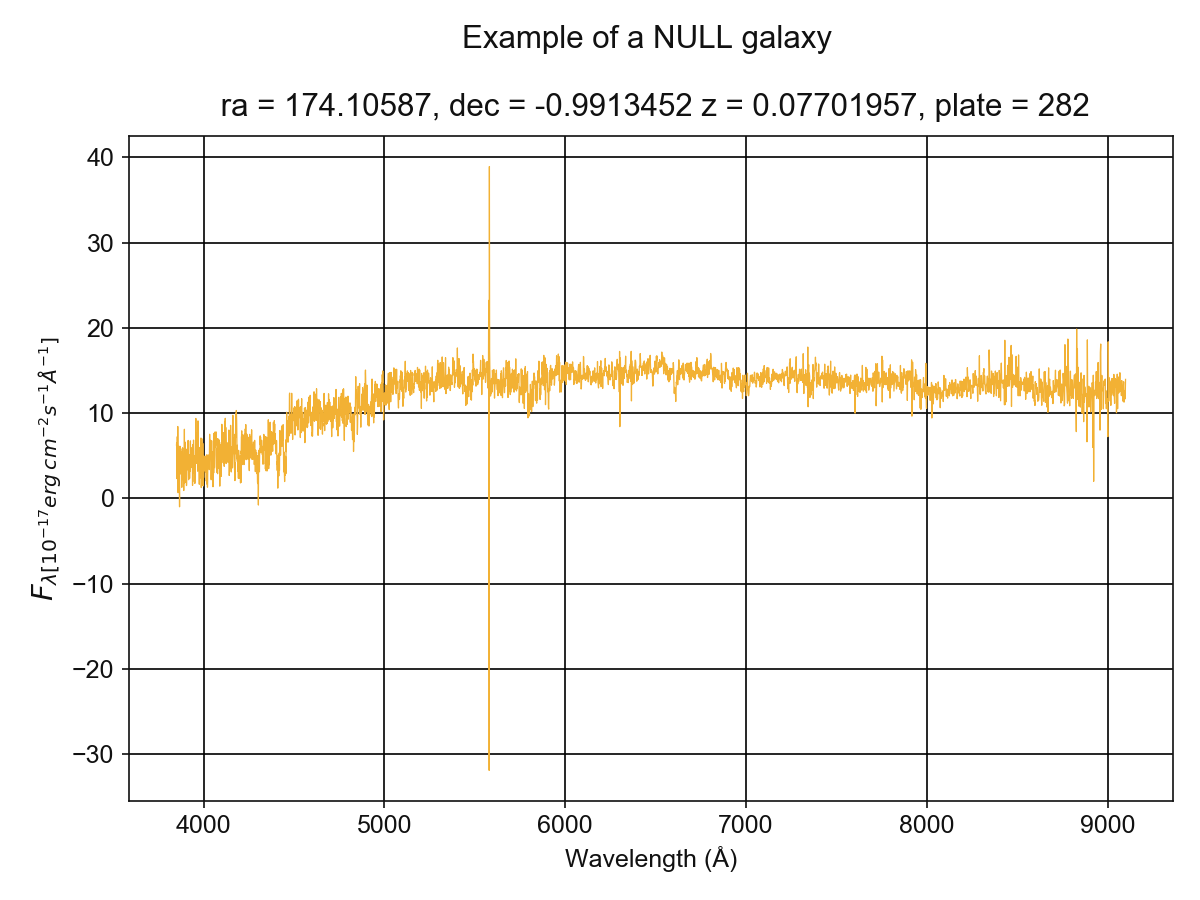 Example of a NULL galaxy
ra = 174.10587, dec = -0.9913452 z = 0.07701957, plate = 282
40
30
20
10
0
−10
−20
−30
F_{λ[10^{−17} erg cm^{−2} s^{−1} Å^{−1}]}
4000 5000 6000 7000 8000 9000
Wavelength (Å)